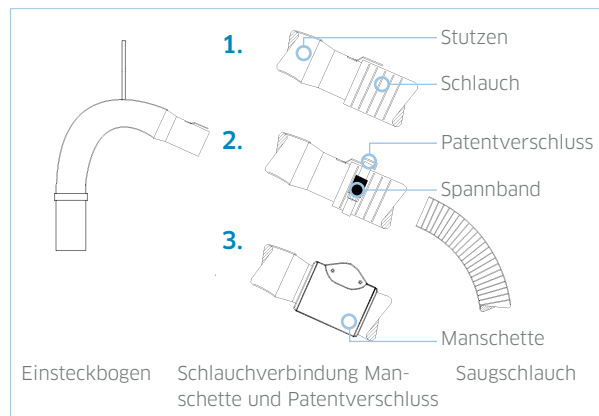 1.
Stutzen
Schlauch
2.
Patentverschluss
Spannband
3.
Manschette
Einsteckbogen
Schlauchverbindung Man-
schette und Patentverschluss
Saugschlauch